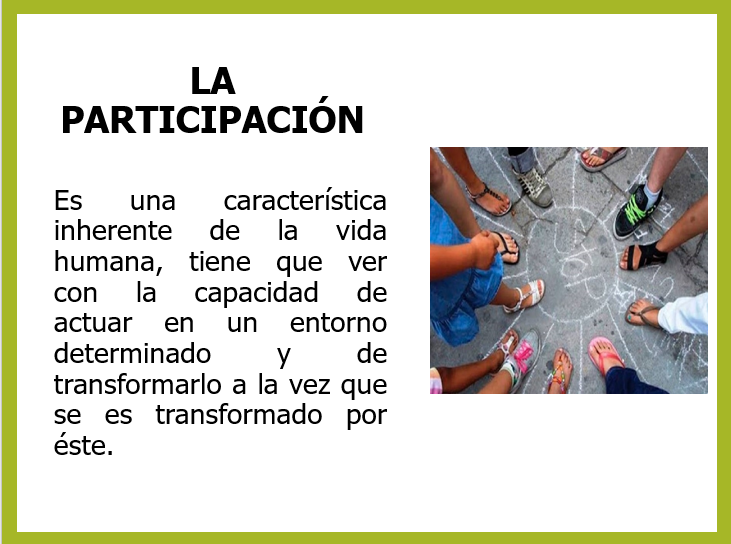 LA
PARTICIPACIÓN
Es una característica
inherente de la vida
humana, tiene que ver
con la capacidad de
actuar en un entorno
determinado y de
transformarlo a la vez que
se es transformado por
éste.
STOP